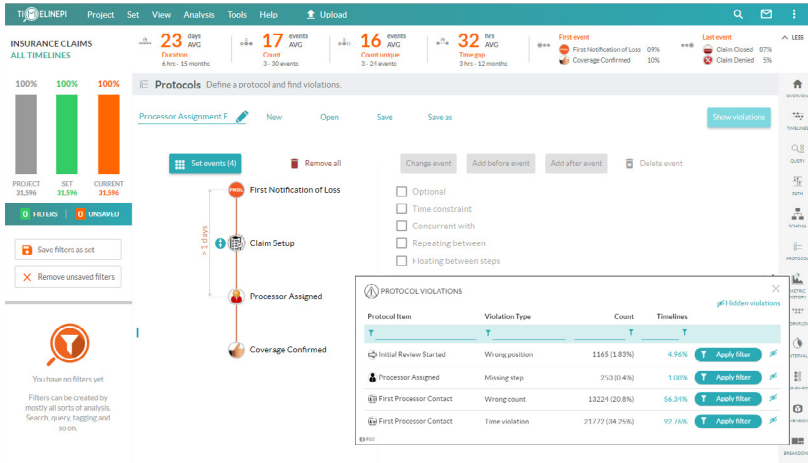 TIMELINEPI Project Set View Analysis Tools Help Upload
INSURANCE CLAIMS
ALL TIMELINES
23 days AVG
Duration
6 hrs - 15 months
17 events AVG
Count
3 - 30 events
16 events AVG
Count unique
3 - 21 events
32 hrs AVG
Time gap
3 hrs - 12 months
First event
First Notification of Loss 09%
Coverage Confirmed 10%
Last event
Claim Closed 07%
Claim Denied 5%
LESS
100% 100% 100%
PROJECT SET CURRENT
31,596 31,596 31,596
0 FILTERS 0 UNSAVED
Save filters as set
Remove unsaved filters
You have no filters yet
Filters can be created by
mostly all sorts of analysis.
Search, query, tagging and
so on.
Protocols Define a protocol and find violations.
Processor Assignment F New Open Save Save as Show violations
Set events (4) Remove all Change event Add before event Add after event Delete event
First Notification of Loss
Claim Setup
Processor Assigned
Coverage Confirmed
> 1 days
Optional
Time constraint
Concurrent with
Repeating between
Floating between steps
PROTOCOL VIOLATIONS
Hidden violations
Protocol Item Violation Type Count Timelines
Initial Review Started Wrong position 1165 (1.83%) 4.96% Apply filter
Processor Assigned Missing step 253 (0.4%) 1.08% Apply filter
First Processor Contact Wrong count 13224 (20.8%) 56.34% Apply filter
First Processor Contact Time violation 21772 (34.25%) 92.76% Apply filter
OVERVIEW
TIMELINES
QUERY
PATH
SCHEMA
PROTOCOL
METRIC
HISTORY
BREAKDOWN